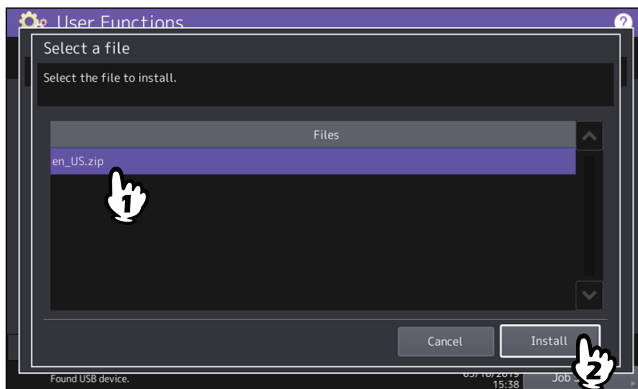 User Functions
?
Select a file
Select the file to install.
Files
en_US.zip
1
Cancel
Install
2
Found USB device.
15:38
Job